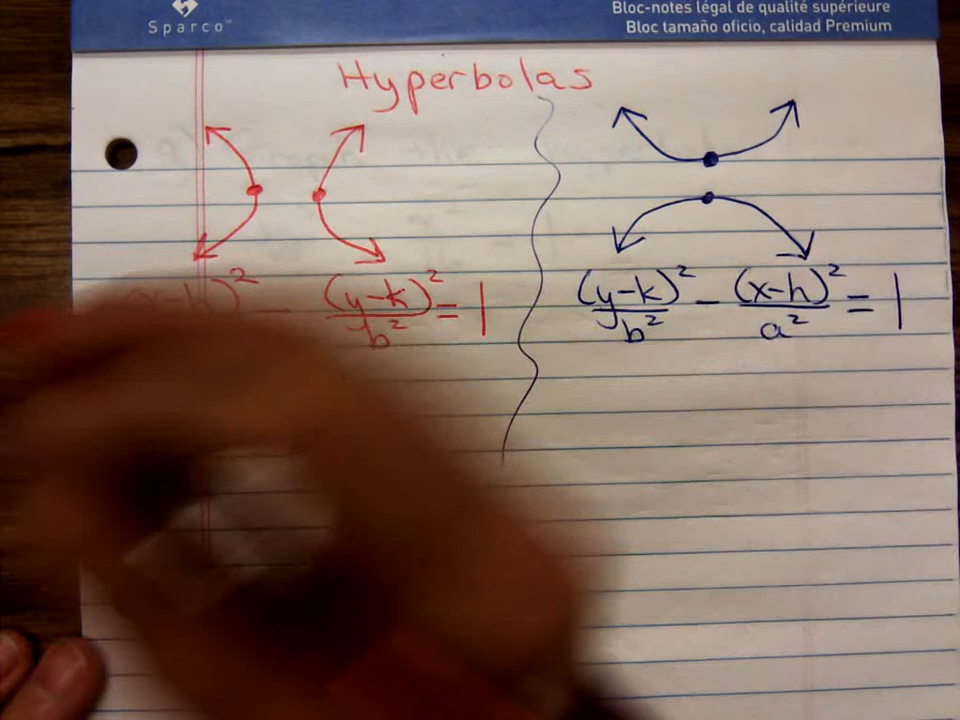 Sparco
Bloc-notes légal de qualité supérieure
Bloc tamaño oficio, calidad Premium
Hyperbolas
(x-h)² - (y-k)²/b² = 1
(y-k)²/b² - (x-h)²/a² = 1